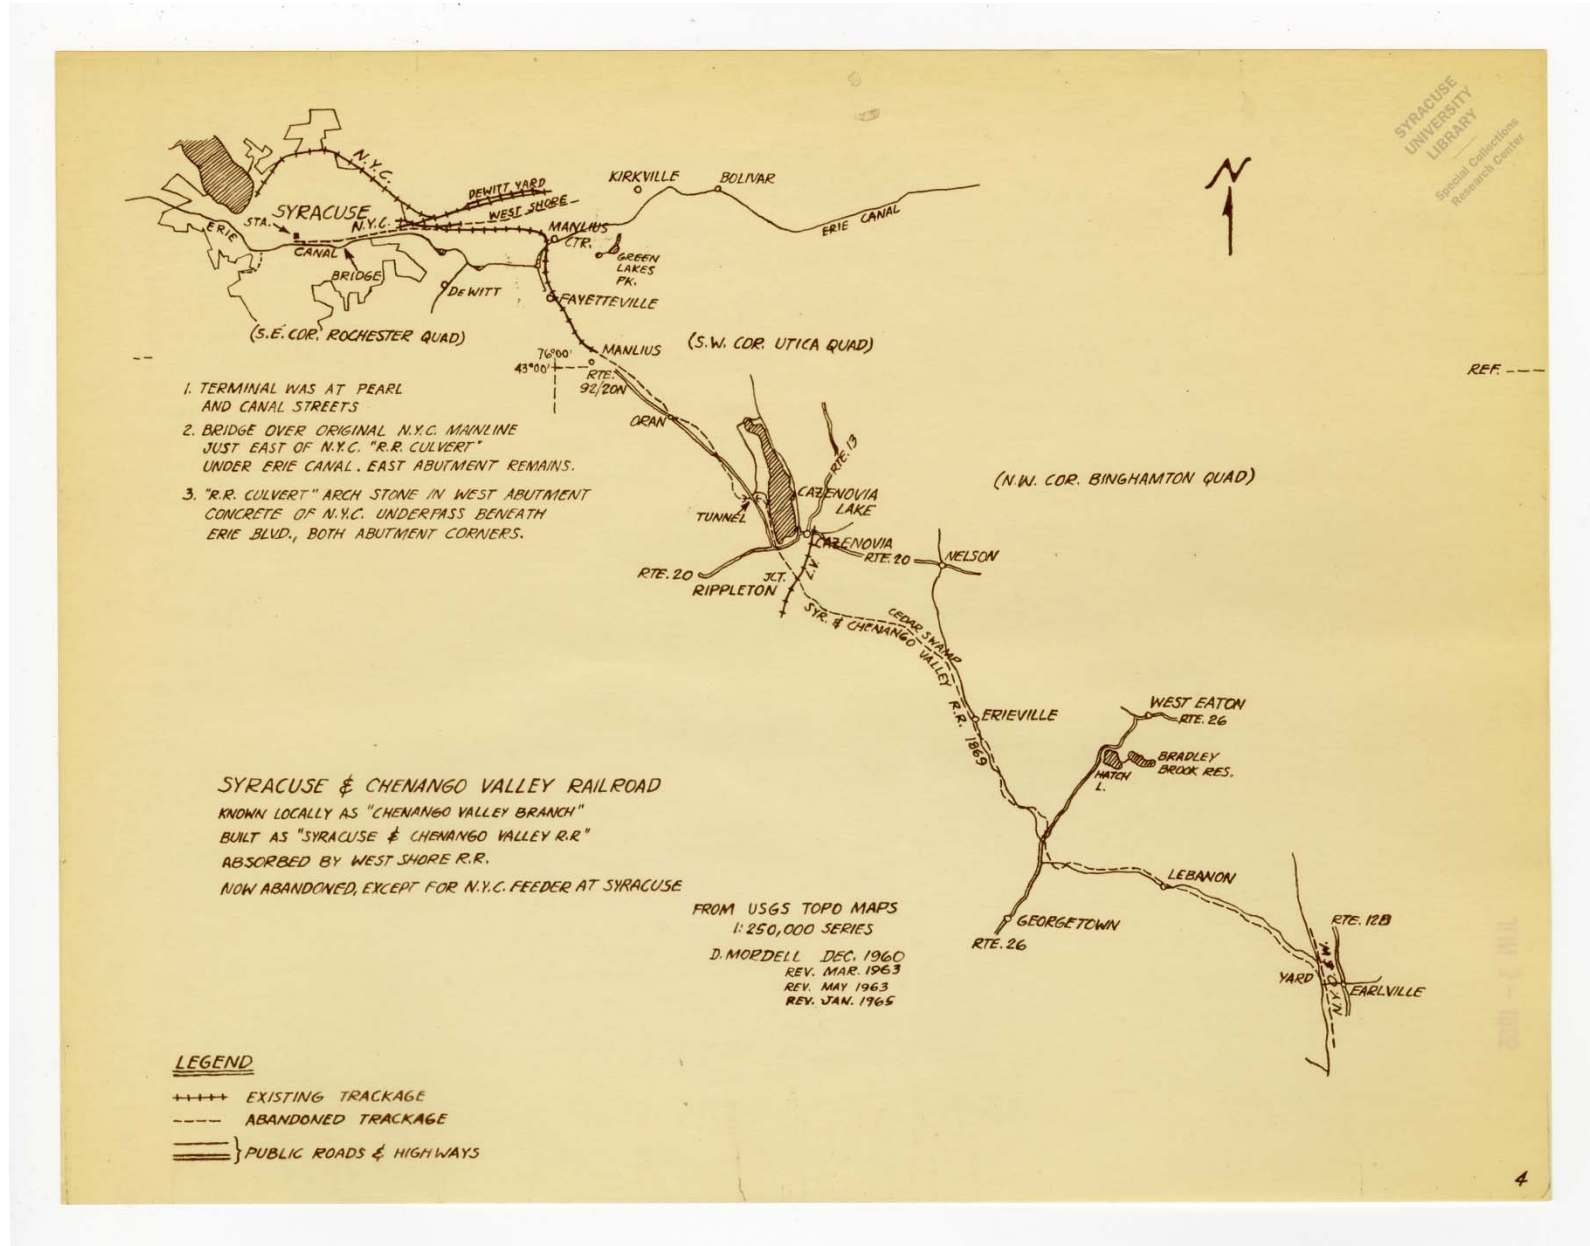 SYRACUSE
UNIVERSITY
LIBRARY
Special Collections
Research Center
N
N.Y.C.
DEWITT YARD
WEST SHORE
KIRKVILLE
BOLIVAR
ERIE CANAL
STA.
SYRACUSE
N.Y.C.
ERIE
CANAL
BRIDGE
MANLIUS
CTR.
GREEN
LAKES
PK.
DEWITT
FAYETTEVILLE
(S.E. COR. ROCHESTER QUAD)
(S.W. COR. UTICA QUAD)
76°00'
43°00'
MANLIUS
RTE.
92/20N
REF.
1. TERMINAL WAS AT PEARL
AND CANAL STREETS
2. BRIDGE OVER ORIGINAL N.Y.C. MAINLINE
JUST EAST OF N.Y.C. "R.R. CULVERT"
UNDER ERIE CANAL. EAST ABUTMENT REMAINS.
3. "R.R. CULVERT" ARCH STONE IN WEST ABUTMENT
CONCRETE OF N.Y.C. UNDERPASS BENEATH
ERIE BLVD., BOTH ABUTMENT CORNERS.
ORAN
RTE. 13
(N.W. COR. BINGHAMTON QUAD)
CAZENOVIA
LAKE
TUNNEL
CAZENOVIA
RTE. 20
NELSON
RTE. 20
JCT.
RIPPLETON
L.V.
SYR. & CHENANGO VALLEY R.R. 1869
CEDAR SWAMP
ERIEVILLE
WEST EATON
RTE. 26
HATCH
L.
BRADLEY
BROOK RES.
SYRACUSE & CHENANGO VALLEY RAILROAD
KNOWN LOCALLY AS "CHENANGO VALLEY BRANCH"
BUILT AS "SYRACUSE & CHENANGO VALLEY R.R"
ABSORBED BY WEST SHORE R.R.
NOW ABANDONED, EXCEPT FOR N.Y.C. FEEDER AT SYRACUSE
LEBANON
GEORGETOWN
RTE. 26
RTE. 12B
YARD
N.Y.O. & W.
EARLVILLE
FROM USGS TOPO MAPS
1:250,000 SERIES
D. MORDELL DEC. 1960
REV. MAR. 1963
REV. MAY 1963
REV. JAN. 1965
LEGEND
EXISTING TRACKAGE
ABANDONED TRACKAGE
PUBLIC ROADS & HIGHWAYS
4